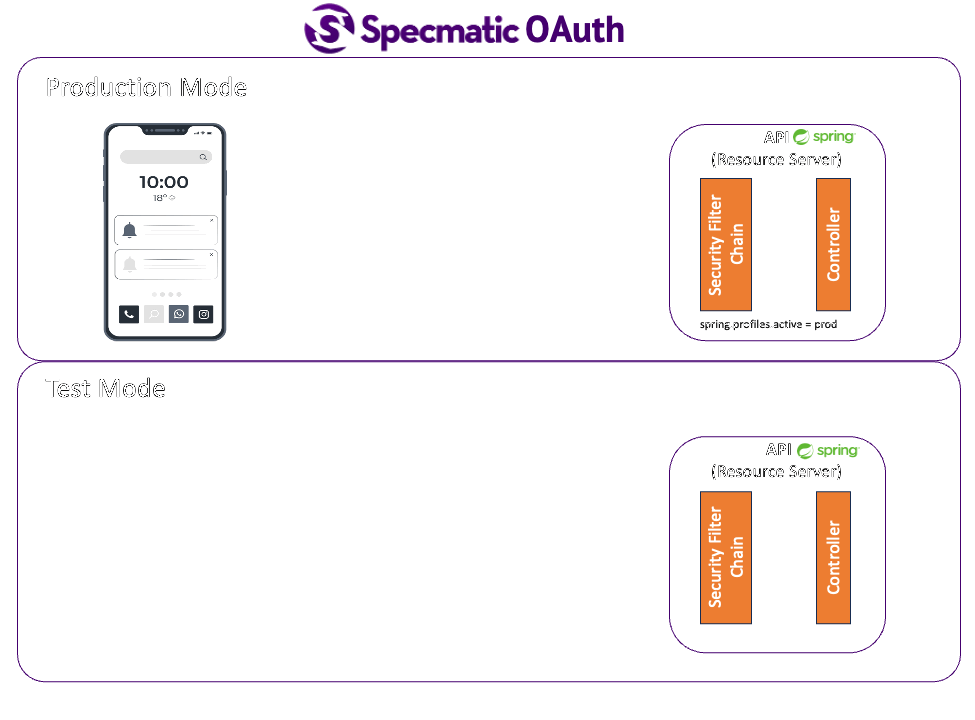 Specmatic OAuth
Production Mode
10:00
18°
API spring
(Resource Server)
Security Filter
Chain
Controller
spring.profiles.active = prod
Test Mode
API spring
(Resource Server)
Security Filter
Chain
Controller